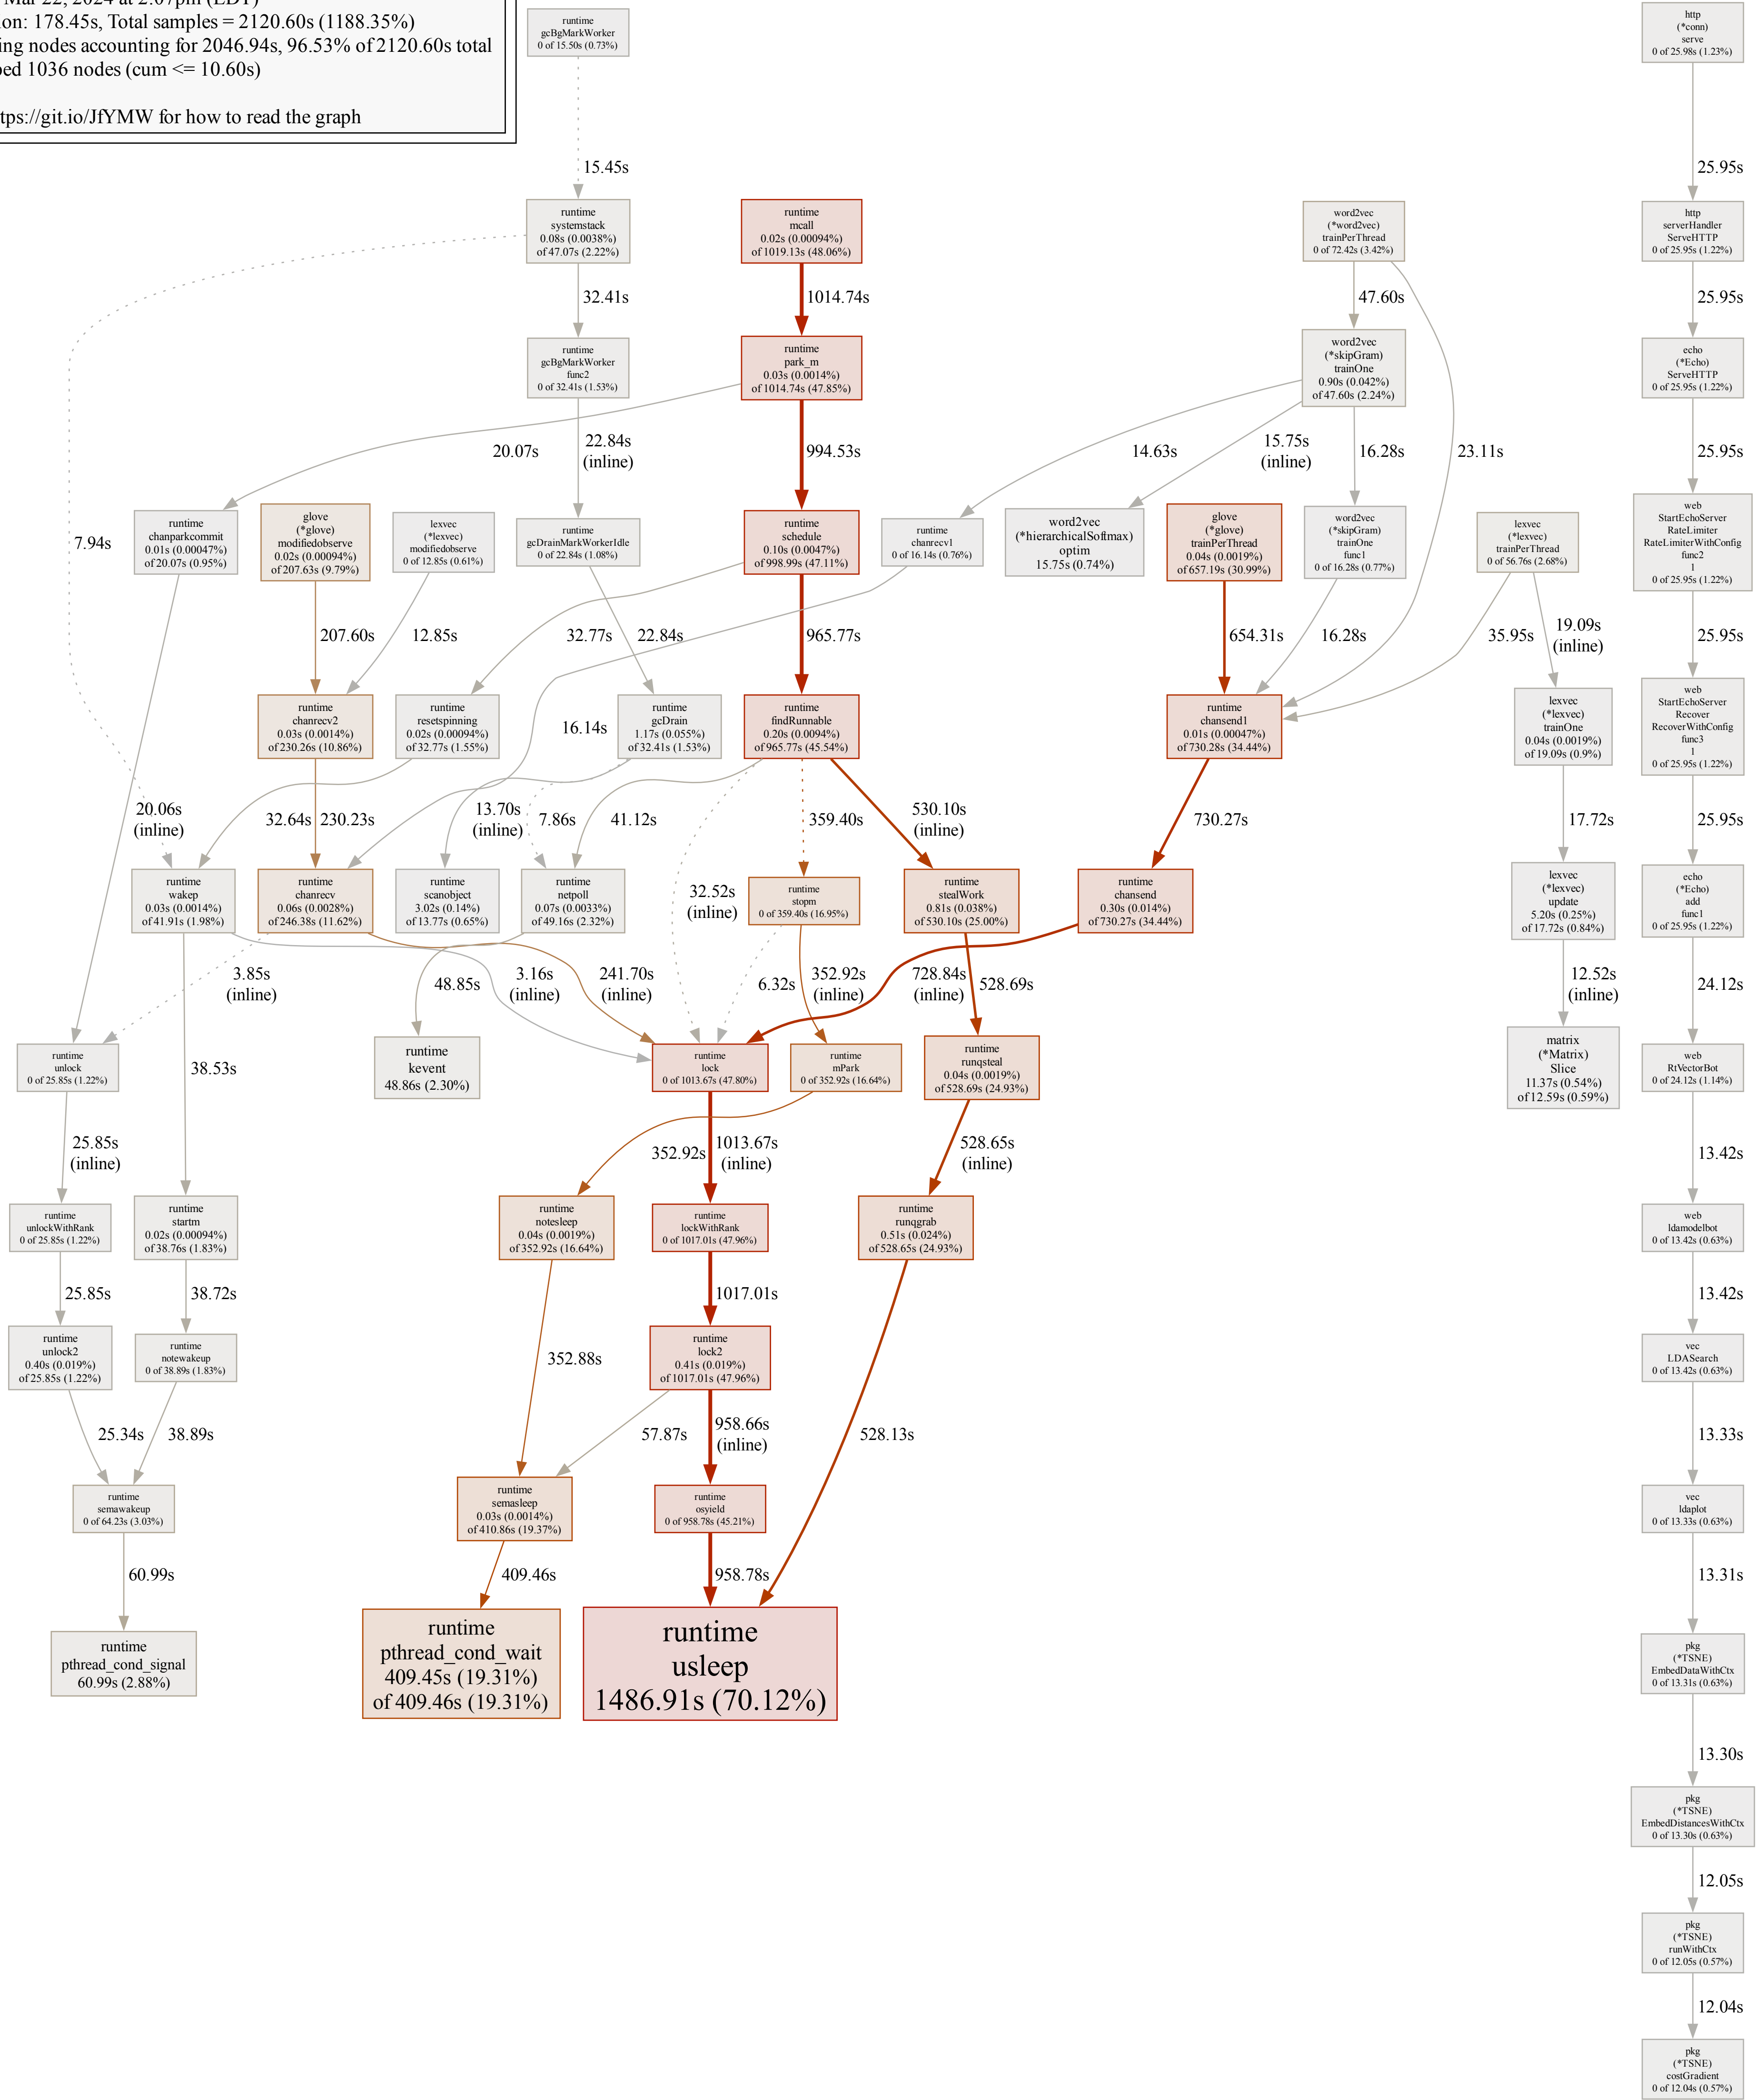 Mar 22, 2024 at 2:07pm (EDT)
ion: 178.45s, Total samples = 2120.60s (1188.35%)
ing nodes accounting for 2046.94s, 96.53% of 2120.60s total
ped 1036 nodes (cum <= 10.60s)
tps://git.io/JfYMW for how to read the graph
runtime
gcBgMarkWorker
0 of 15.50s (0.73%)
http
(*conn)
serve
0 of 25.98s (1.23%)
15.45s
25.95s
runtime
systemstack
0.08s (0.0038%)
of 47.07s (2.22%)
runtime
mcall
0.02s (0.00094%)
of 1019.13s (48.06%)
word2vec
(*word2vec)
trainPerThread
0 of 72.42s (3.42%)
http
serverHandler
ServeHTTP
0 of 25.95s (1.22%)
32.41s
1014.74s
47.60s
25.95s
runtime
gcBgMarkWorker
func2
0 of 32.41s (1.53%)
runtime
park_m
0.03s (0.0014%)
of 1014.74s (47.85%)
word2vec
(*skipGram)
trainOne
0.90s (0.042%)
of 47.60s (2.24%)
echo
(*Echo)
ServeHTTP
0 of 25.95s (1.22%)
20.07s
22.84s
(inline)
994.53s
14.63s
15.75s
(inline)
16.28s
23.11s
25.95s
7.94s
runtime
chanparkcommit
0.01s (0.00047%)
of 20.07s (0.95%)
glove
(*glove)
modifiedobserve
0.02s (0.00094%)
of 207.63s (9.79%)
lexvec
(*lexvec)
modifiedobserve
0 of 12.85s (0.61%)
runtime
gcDrainMarkWorkerIdle
0 of 22.84s (1.08%)
runtime
schedule
0.10s (0.0047%)
of 998.99s (47.11%)
runtime
chanrecv1
0 of 16.14s (0.76%)
word2vec
(*hierarchicalSoftmax)
optim
15.75s (0.74%)
glove
(*glove)
trainPerThread
0.04s (0.0019%)
of 657.19s (30.99%)
word2vec
(*skipGram)
trainOne
func1
0 of 16.28s (0.77%)
lexvec
(*lexvec)
trainPerThread
0 of 56.76s (2.68%)
web
StartEchoServer
RateLimiter
RateLimiterWithConfig
func2
1
0 of 25.95s (1.22%)
207.60s
12.85s
32.77s
22.84s
965.77s
654.31s
16.28s
35.95s
19.09s
(inline)
25.95s
runtime
chanrecv2
0.03s (0.0014%)
of 230.26s (10.86%)
runtime
resetspinning
0.02s (0.00094%)
of 32.77s (1.55%)
16.14s
runtime
gcDrain
1.17s (0.055%)
of 32.41s (1.53%)
runtime
findRunnable
0.20s (0.0094%)
of 965.77s (45.54%)
runtime
chansend1
0.01s (0.00047%)
of 730.28s (34.44%)
lexvec
(*lexvec)
trainOne
0.04s (0.0019%)
of 19.09s (0.9%)
web
StartEchoServer
Recover
RecoverWithConfig
func3
1
0 of 25.95s (1.22%)
20.06s
(inline)
32.64s
230.23s
13.70s
(inline)
7.86s
41.12s
359.40s
530.10s
(inline)
730.27s
17.72s
25.95s
runtime
wakep
0.03s (0.0014%)
of 41.91s (1.98%)
runtime
chanrecv
0.06s (0.0028%)
of 246.38s (11.62%)
runtime
scanobject
3.02s (0.14%)
of 13.77s (0.65%)
runtime
netpoll
0.07s (0.0033%)
of 49.16s (2.32%)
32.52s
(inline)
runtime
stopm
0 of 359.40s (16.95%)
runtime
stealWork
0.81s (0.038%)
of 530.10s (25.00%)
runtime
chansend
0.30s (0.014%)
of 730.27s (34.44%)
lexvec
(*lexvec)
update
5.20s (0.25%)
of 17.72s (0.84%)
echo
(*Echo)
add
func1
0 of 25.95s (1.22%)
3.85s
(inline)
48.85s
3.16s
(inline)
241.70s
(inline)
6.32s
352.92s
(inline)
728.84s
(inline)
528.69s
12.52s
(inline)
24.12s
runtime
unlock
0 of 25.85s (1.22%)
38.53s
runtime
kevent
48.86s (2.30%)
runtime
lock
0 of 1013.67s (47.80%)
runtime
mPark
0 of 352.92s (16.64%)
runtime
runqsteal
0.04s (0.0019%)
of 528.69s (24.93%)
matrix
(*Matrix)
Slice
11.37s (0.54%)
of 12.59s (0.59%)
web
RtVectorBot
0 of 24.12s (1.14%)
25.85s
(inline)
352.92s
1013.67s
(inline)
528.65s
(inline)
13.42s
runtime
unlockWithRank
0 of 25.85s (1.22%)
runtime
startm
0.02s (0.00094%)
of 38.76s (1.83%)
runtime
notesleep
0.04s (0.0019%)
of 352.92s (16.64%)
runtime
lockWithRank
0 of 1017.01s (47.96%)
runtime
runqgrab
0.51s (0.024%)
of 528.65s (24.93%)
web
ldamodelbot
0 of 13.42s (0.63%)
25.85s
38.72s
1017.01s
13.42s
runtime
unlock2
0.40s (0.019%)
of 25.85s (1.22%)
runtime
notewakeup
0 of 38.89s (1.83%)
352.88s
runtime
lock2
0.41s (0.019%)
of 1017.01s (47.96%)
vec
LDASearch
0 of 13.42s (0.63%)
25.34s
38.89s
57.87s
958.66s
(inline)
528.13s
13.33s
runtime
semawakeup
0 of 64.23s (3.03%)
runtime
semasleep
0.03s (0.0014%)
of 410.86s (19.37%)
runtime
osyield
0 of 958.78s (45.21%)
vec
ldaplot
0 of 13.33s (0.63%)
60.99s
409.46s
958.78s
13.31s
runtime
pthread_cond_signal
60.99s (2.88%)
runtime
pthread_cond_wait
409.45s (19.31%)
of 409.46s (19.31%)
runtime
usleep
1486.91s (70.12%)
pkg
(*TSNE)
EmbedDataWithCtx
0 of 13.31s (0.63%)
13.30s
pkg
(*TSNE)
EmbedDistancesWithCtx
0 of 13.30s (0.63%)
12.05s
pkg
(*TSNE)
runWithCtx
0 of 12.05s (0.57%)
12.04s
pkg
(*TSNE)
costGradient
0 of 12.04s (0.57%)